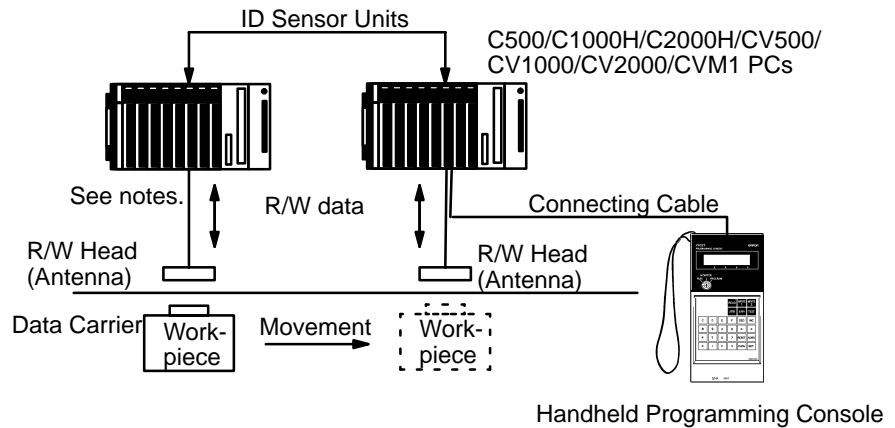 ID Sensor Units
C500/C1000H/C2000H/CV500/
CV1000/CV2000/CVM1 PCs
See notes.
R/W data
Connecting Cable
R/W Head
(Antenna)
R/W Head
(Antenna)
Data Carrier
Work-
piece
Movement
Work-
piece
Handheld Programming Console